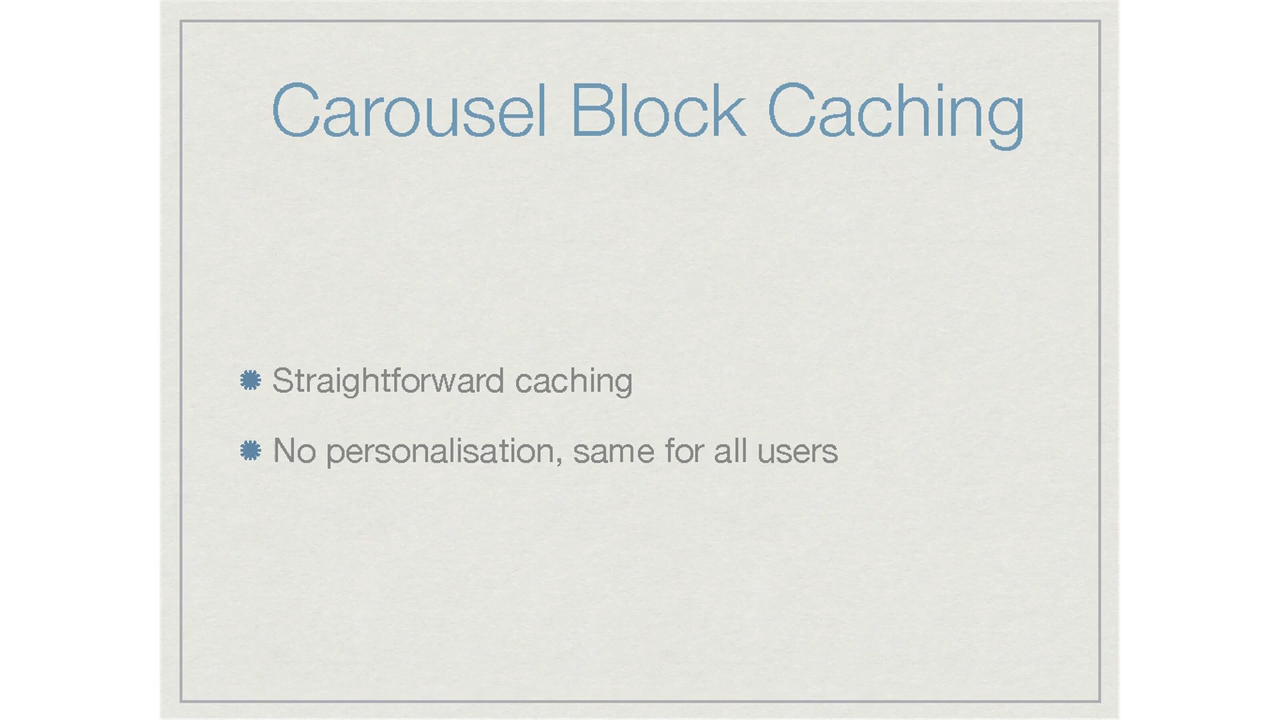 Carousel Block Caching
Straightforward caching
No personalisation, same for all users